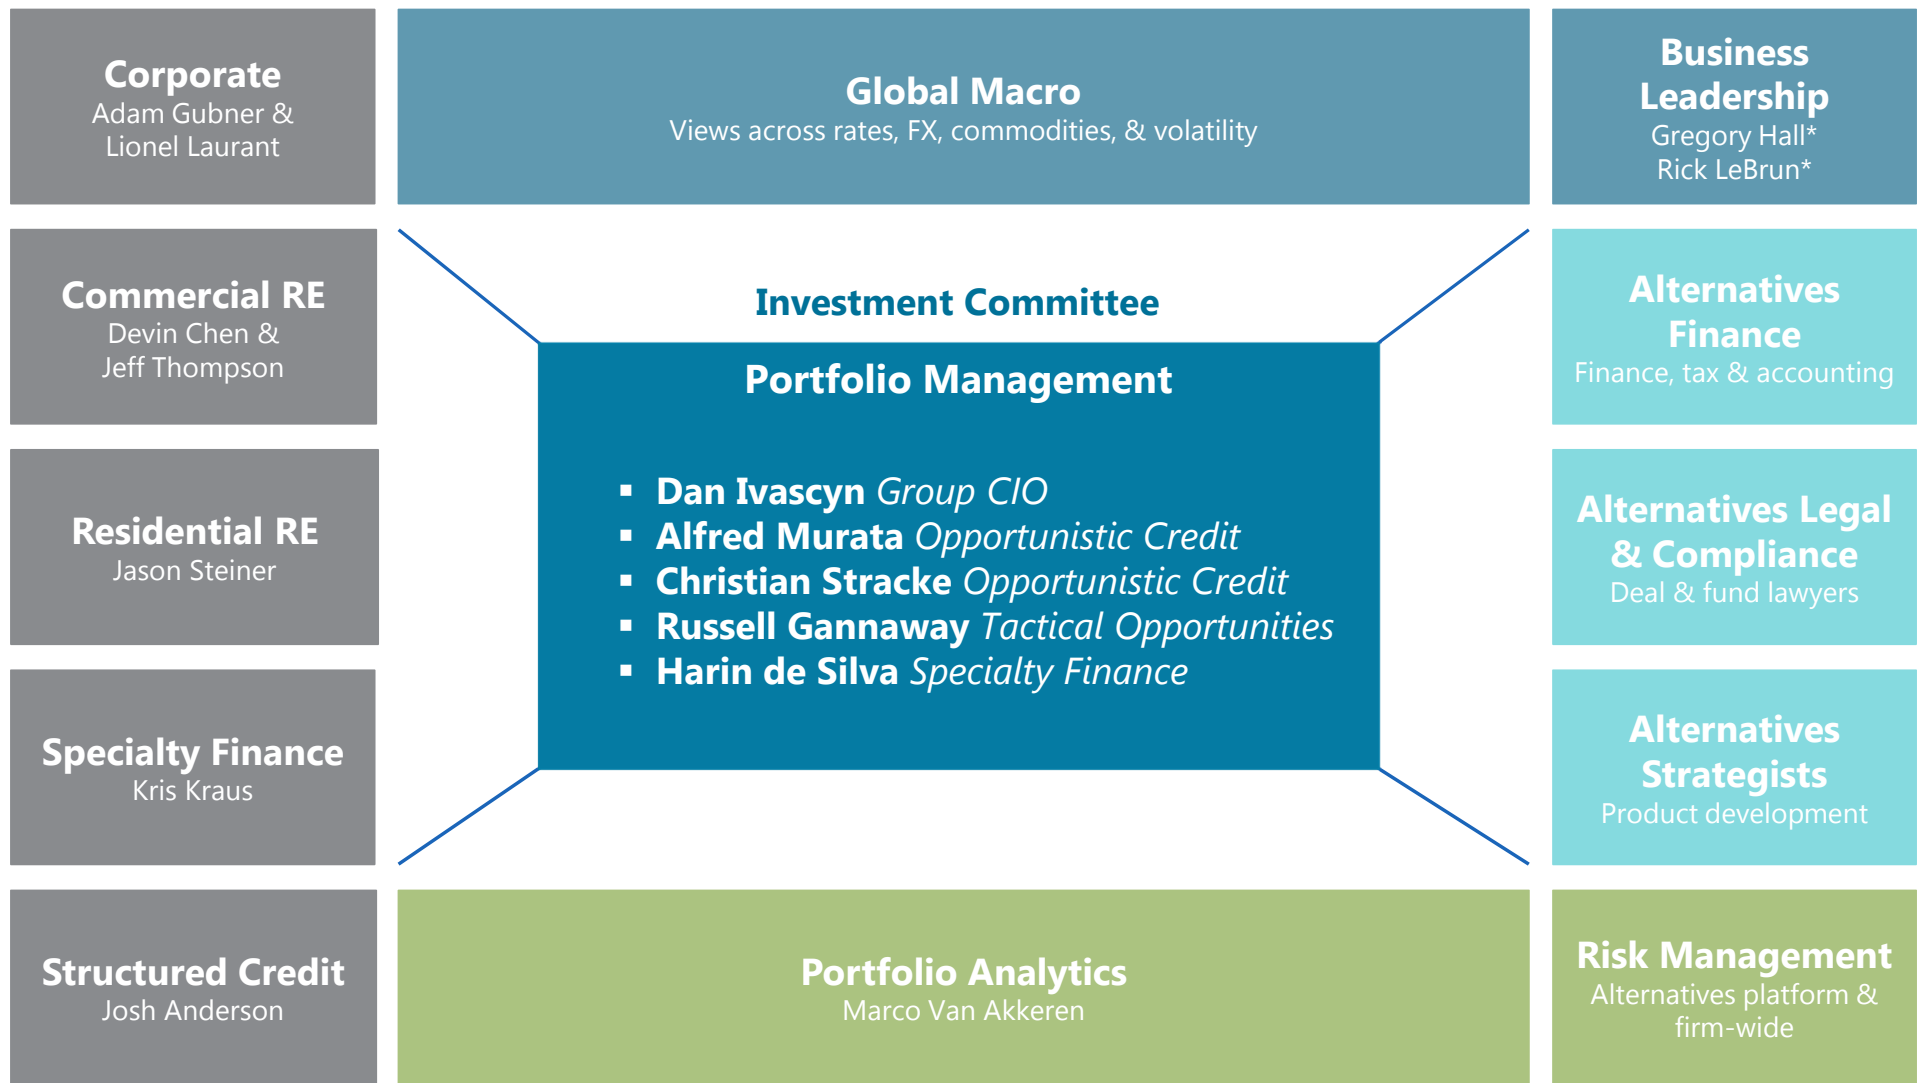 Corporate
Adam Gubner &
Lionel Laurant
Global Macro
Views across rates, FX, commodities, & volatility
Business
Leadership
Gregory Hall*
Rick LeBrun*
Commercial RE
Devin Chen &
Jeff Thompson
Residential RE
Jason Steiner
Specialty Finance
Kris Kraus
Structured Credit
Josh Anderson
Investment Committee
Portfolio Management
▪ Dan Ivascyn Group CIO
▪ Alfred Murata Opportunistic Credit
▪ Christian Stracke Opportunistic Credit
▪ Russell Gannaway Tactical Opportunities
▪ Harin de Silva Specialty Finance
Portfolio Analytics
Marco Van Akkeren
Alternatives
Finance
Finance, tax & accounting
Alternatives Legal
& Compliance
Deal & fund lawyers
Alternatives
Strategists
Product development
Risk Management
Alternatives platform &
firm-wide